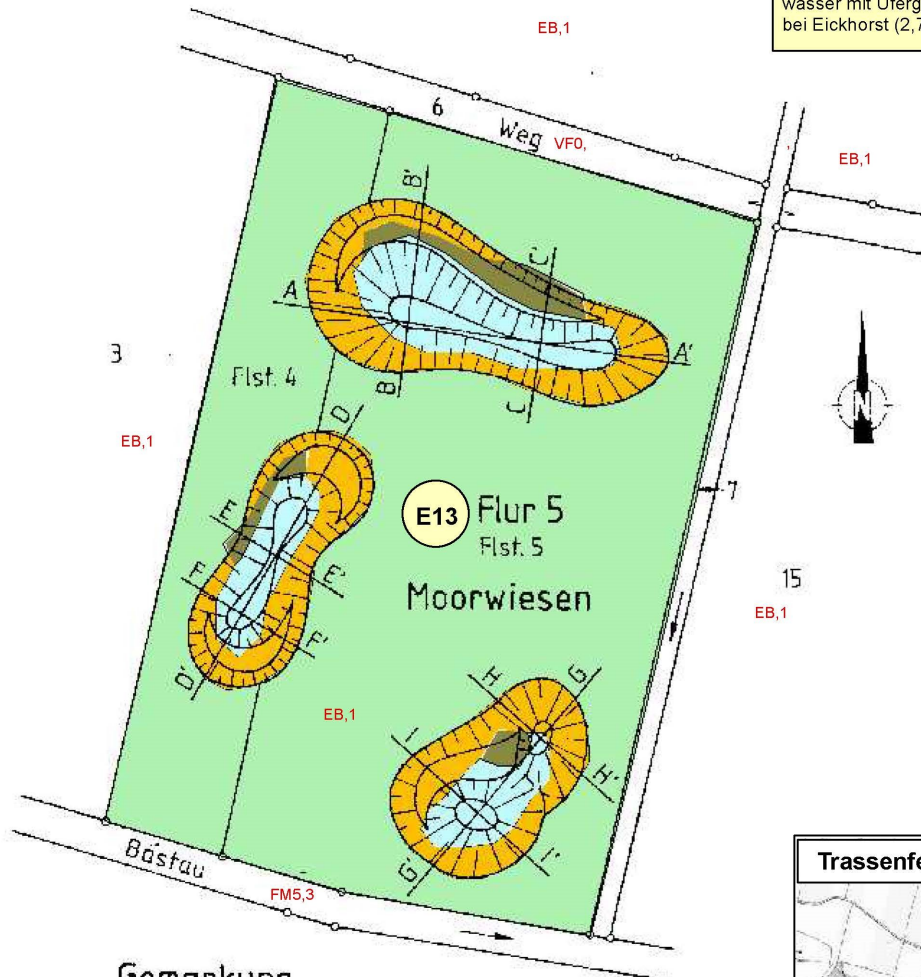 wasser mit Uferg
bei Eickhorst (2,7
EB,1
6
Weg VF0,
EB,1
B'
C'
A
A'
3
Flst. 4
B
C
D
EB,1
E13 Flur 5
Flst. 5
7
E
F
E'
Moorwiesen
15
EB,1
F'
D'
H
G
EB,1
I
H'
G'
I'
Bastau
FM5,3
Trassenfe
Gemarkung
N